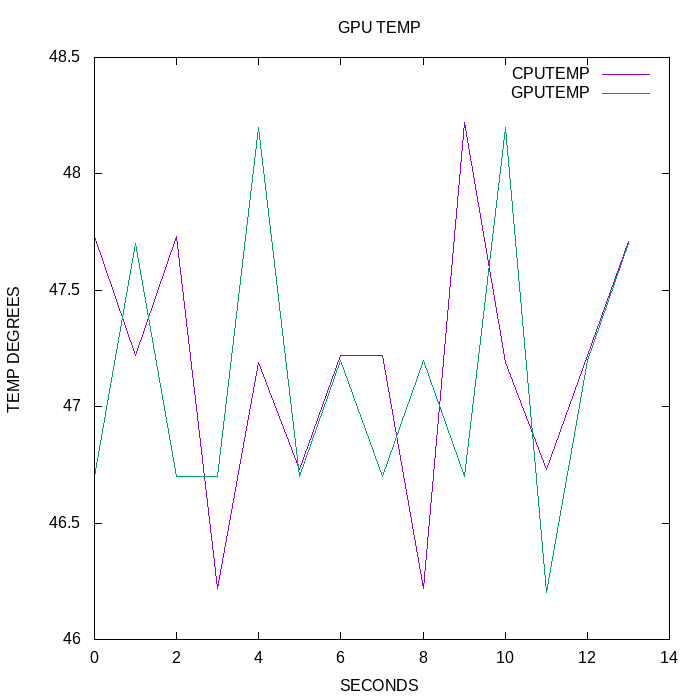 GPU TEMP
CPUTEMP
GPUTEMP
48.5
48
47.5
47
46.5
46
TEMP DEGREES
0 2 4 6 8 10 12 14
SECONDS